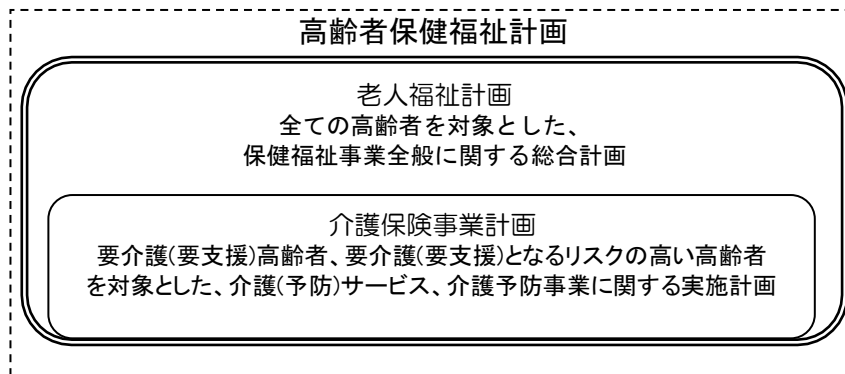 高齢者保健福祉計画
老人福祉計画
全ての高齢者を対象とした、
保健福祉事業全般に関する総合計画
介護保険事業計画
要介護(要支援)高齢者、要介護(要支援)となるリスクの高い高齢者
を対象とした、介護(予防)サービス、介護予防事業に関する実施計画